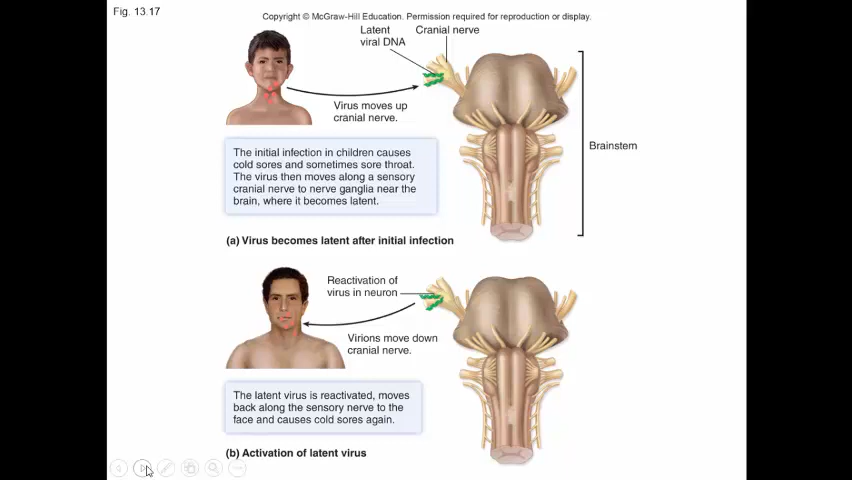 Fig. 13.17
Copyright © McGraw-Hill Education. Permission required for reproduction or display.
Latent
viral DNA
Cranial nerve
Virus moves up
cranial nerve.
Brainstem
The initial infection in children causes
cold sores and sometimes sore throat.
The virus then moves along a sensory
cranial nerve to nerve ganglia near the
brain, where it becomes latent.
(a) Virus becomes latent after initial infection
Reactivation of
virus in neuron
Virions move down
cranial nerve.
The latent virus is reactivated, moves
back along the sensory nerve to the
face and causes cold sores again.
(b) Activation of latent virus